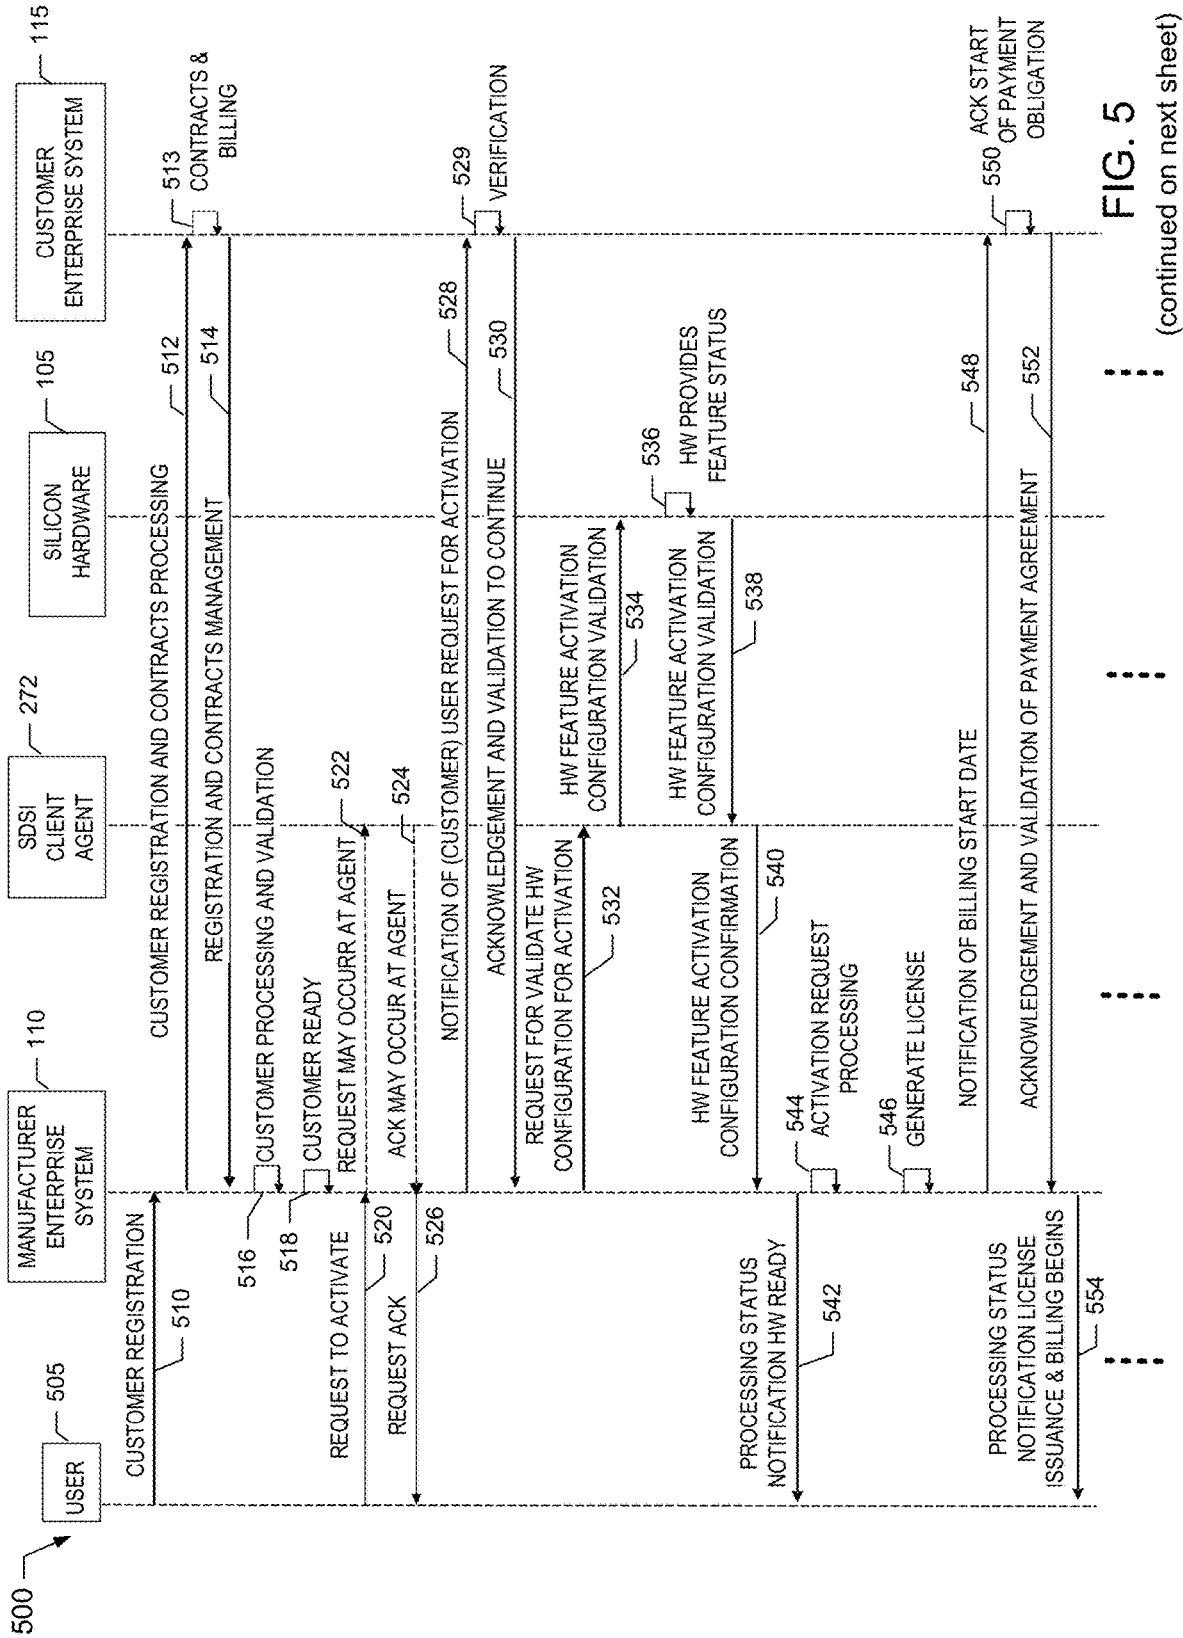 500
USER
505
MANUFACTURER
ENTERPRISE
SYSTEM
110
SDSI
CLIENT
AGENT
272
SILICON
HARDWARE
105
CUSTOMER
ENTERPRISE SYSTEM
115
CUSTOMER REGISTRATION
510
CUSTOMER REGISTRATION AND CONTRACTS PROCESSING
512
513
CONTRACTS &
BILLING
REGISTRATION AND CONTRACTS MANAGEMENT
514
516
CUSTOMER PROCESSING AND VALIDATION
518
CUSTOMER READY
REQUEST TO ACTIVATE
520
REQUEST MAY OCCURR AT AGENT
522
REQUEST ACK
526
ACK MAY OCCUR AT AGENT
524
NOTIFICATION OF (CUSTOMER) USER REQUEST FOR ACTIVATION
528
529
VERIFICATION
ACKNOWLEDGEMENT AND VALIDATION TO CONTINUE
530
REQUEST FOR VALIDATE HW
CONFIGURATION FOR ACTIVATION
532
HW FEATURE ACTIVATION
CONFIGURATION VALIDATION
534
536
HW PROVIDES
FEATURE STATUS
HW FEATURE ACTIVATION
CONFIGURATION VALIDATION
538
HW FEATURE ACTIVATION
CONFIGURATION CONFIRMATION
540
PROCESSING STATUS
NOTIFICATION HW READY
542
544
ACTIVATION REQUEST
PROCESSING
546
GENERATE LICENSE
NOTIFICATION OF BILLING START DATE
548
550
ACK START
OF PAYMENT
OBLIGATION
ACKNOWLEDGEMENT AND VALIDATION OF PAYMENT AGREEMENT
552
PROCESSING STATUS
NOTIFICATION LICENSE
ISSUANCE & BILLING BEGINS
554
FIG. 5
(continued on next sheet)